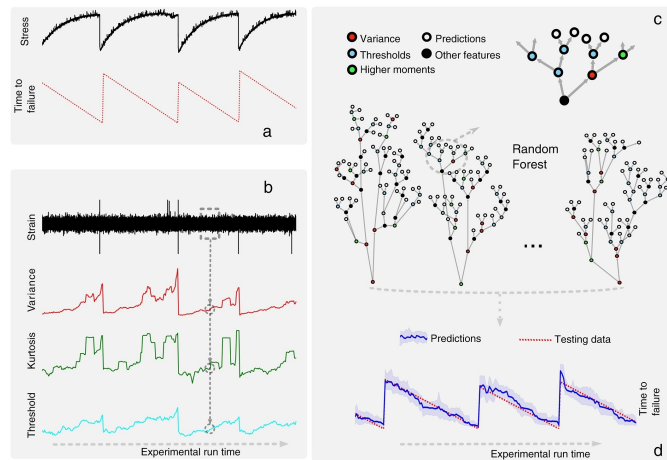 Stress
Time to
failure
a
b
Strain
Variance
Kurtosis
Threshold
Experimental run time
c
Variance
Predictions
Thresholds
Other features
Higher moments
Random
Forest
...
Predictions
Testing data
Time to
failure
Experimental run time
d